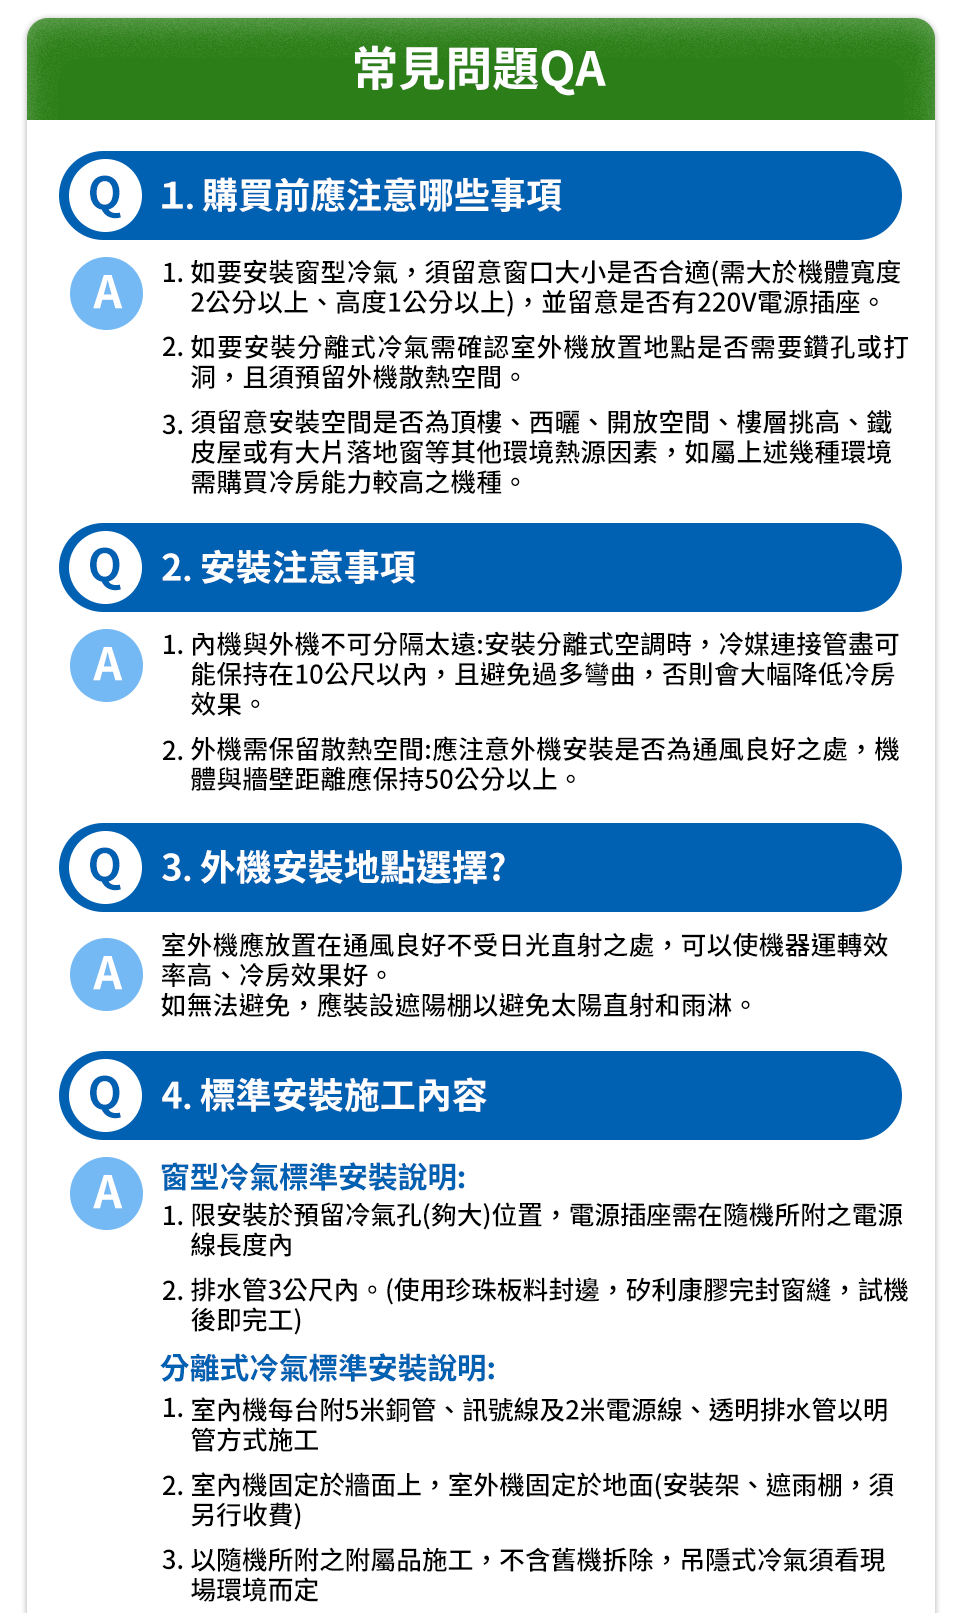 常見問題QA
Q 1. 購買前應注意哪些事項
A 1. 如要安裝窗型冷氣，須留意窗口大小是否合適(需大於機體寬度
2公分以上、高度1公分以上)，並留意是否有220V電源插座。
2. 如要安裝分離式冷氣需確認室外機放置地點是否需要鑽孔或打
洞，且須預留外機散熱空間。
3. 須留意安裝空間是否為頂樓、西曬、開放空間、樓層挑高、鐵
皮屋或有大片落地窗等其他環境熱源因素，如屬上述幾種環境
需購買冷房能力較高之機種。
Q 2. 安裝注意事項
A 1. 內機與外機不可分隔太遠:安裝分離式空調時，冷媒連接管盡可
能保持在10公尺以內，且避免過多彎曲，否則會大幅降低冷房
效果。
2. 外機需保留散熱空間:應注意外機安裝是否為通風良好之處，機
體與牆壁距離應保持50公分以上。
Q 3. 外機安裝地點選擇?
A 室外機應放置在通風良好不受日光直射之處，可以使機器運轉效
率高、冷房效果好。
如無法避免，應裝設遮陽棚以避免太陽直射和雨淋。
Q 4. 標準安裝施工內容
A 窗型冷氣標準安裝說明:
1. 限安裝於預留冷氣孔(夠大)位置，電源插座需在隨機所附之電源
線長度內
2. 排水管3公尺內。(使用珍珠板料封邊，矽利康膠完封窗縫，試機
後即完工)
分離式冷氣標準安裝說明:
1. 室內機每台附5米銅管、訊號線及2米電源線、透明排水管以明
管方式施工
2. 室內機固定於牆面上，室外機固定於地面(安裝架、遮雨棚，須
另行收費)
3. 以隨機所附之附屬品施工，不含舊機拆除，吊隱式冷氣須看現
場環境而定